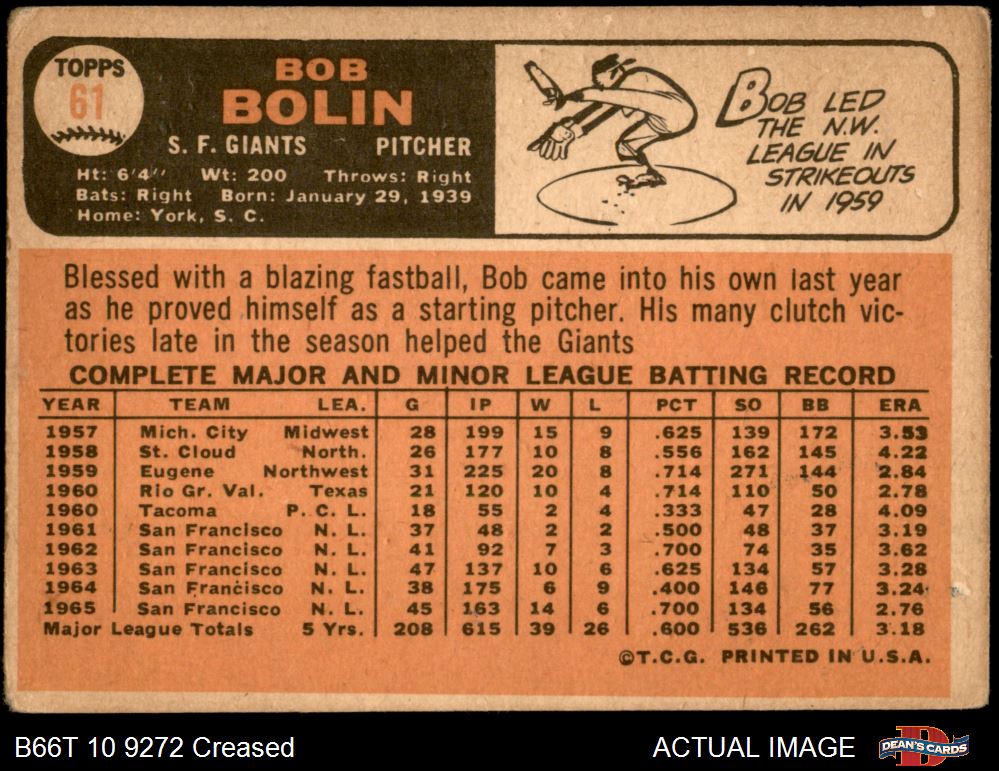 TOPPS
61
BOB
BOLIN
S. F. GIANTS PITCHER
Ht: 6'4'' Wt: 200 Throws: Right
Bats: Right Born: January 29, 1939
Home: York, S. C.
BOB LED
THE N.W.
LEAGUE IN
STRIKEOUTS
IN 1959
Blessed with a blazing fastball, Bob came into his own last year
as he proved himself as a starting pitcher. His many clutch vic-
tories late in the season helped the Giants
COMPLETE MAJOR AND MINOR LEAGUE BATTING RECORD
YEAR TEAM LEA. G IP W L PCT SO BB ERA
1957 Mich. City Midwest 28 199 15 9 .625 139 172 3.53
1958 St. Cloud North. 26 177 10 8 .556 162 145 4.22
1959 Eugene Northwest 31 225 20 8 .714 271 144 2.84
1960 Rio Gr. Val. Texas 21 120 10 4 .714 110 50 2.78
1960 Tacoma P. C. L. 18 55 2 4 .333 47 28 4.09
1961 San Francisco N. L. 37 48 2 2 .500 48 37 3.19
1962 San Francisco N. L. 41 92 7 3 .700 74 35 3.62
1963 San Francisco N. L. 47 137 10 6 .625 134 57 3.28
1964 San Francisco N. L. 38 175 6 9 .400 146 77 3.24
1965 San Francisco N. L. 45 163 14 6 .700 134 56 2.76
Major League Totals 5 Yrs. 208 615 39 26 .600 536 262 3.18
©T.C.G. PRINTED IN U.S.A.
B66T 10 9272 Creased
ACTUAL IMAGE
DEAN'S CARDS